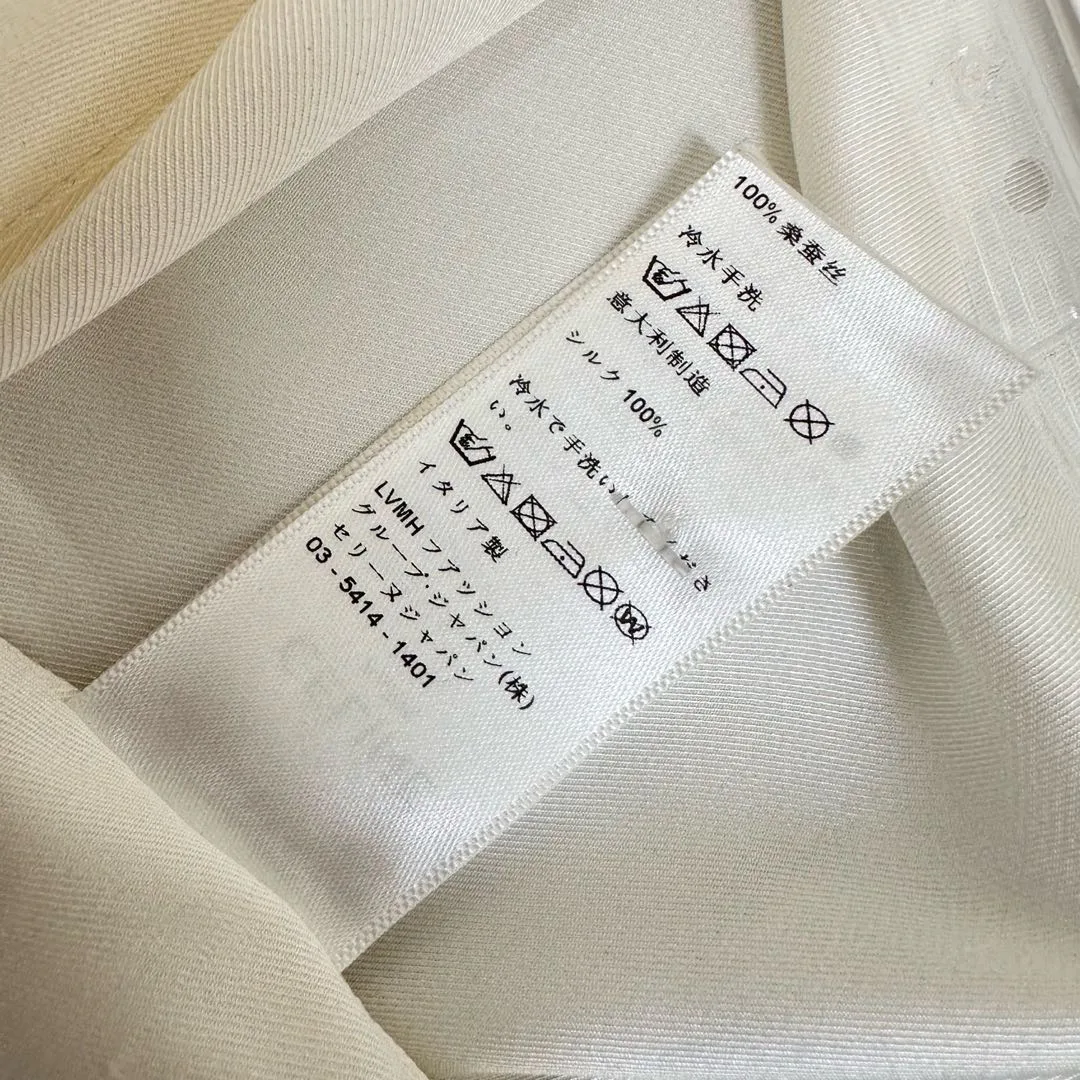 100% 桑蚕丝
冷水手洗
意大利制造
シルク 100%
冷水で手洗い
い。
イタリア製
LVMH ファッション
グループ·ジャパン(株)
セリーヌジャパン
03 - 5414 - 1401